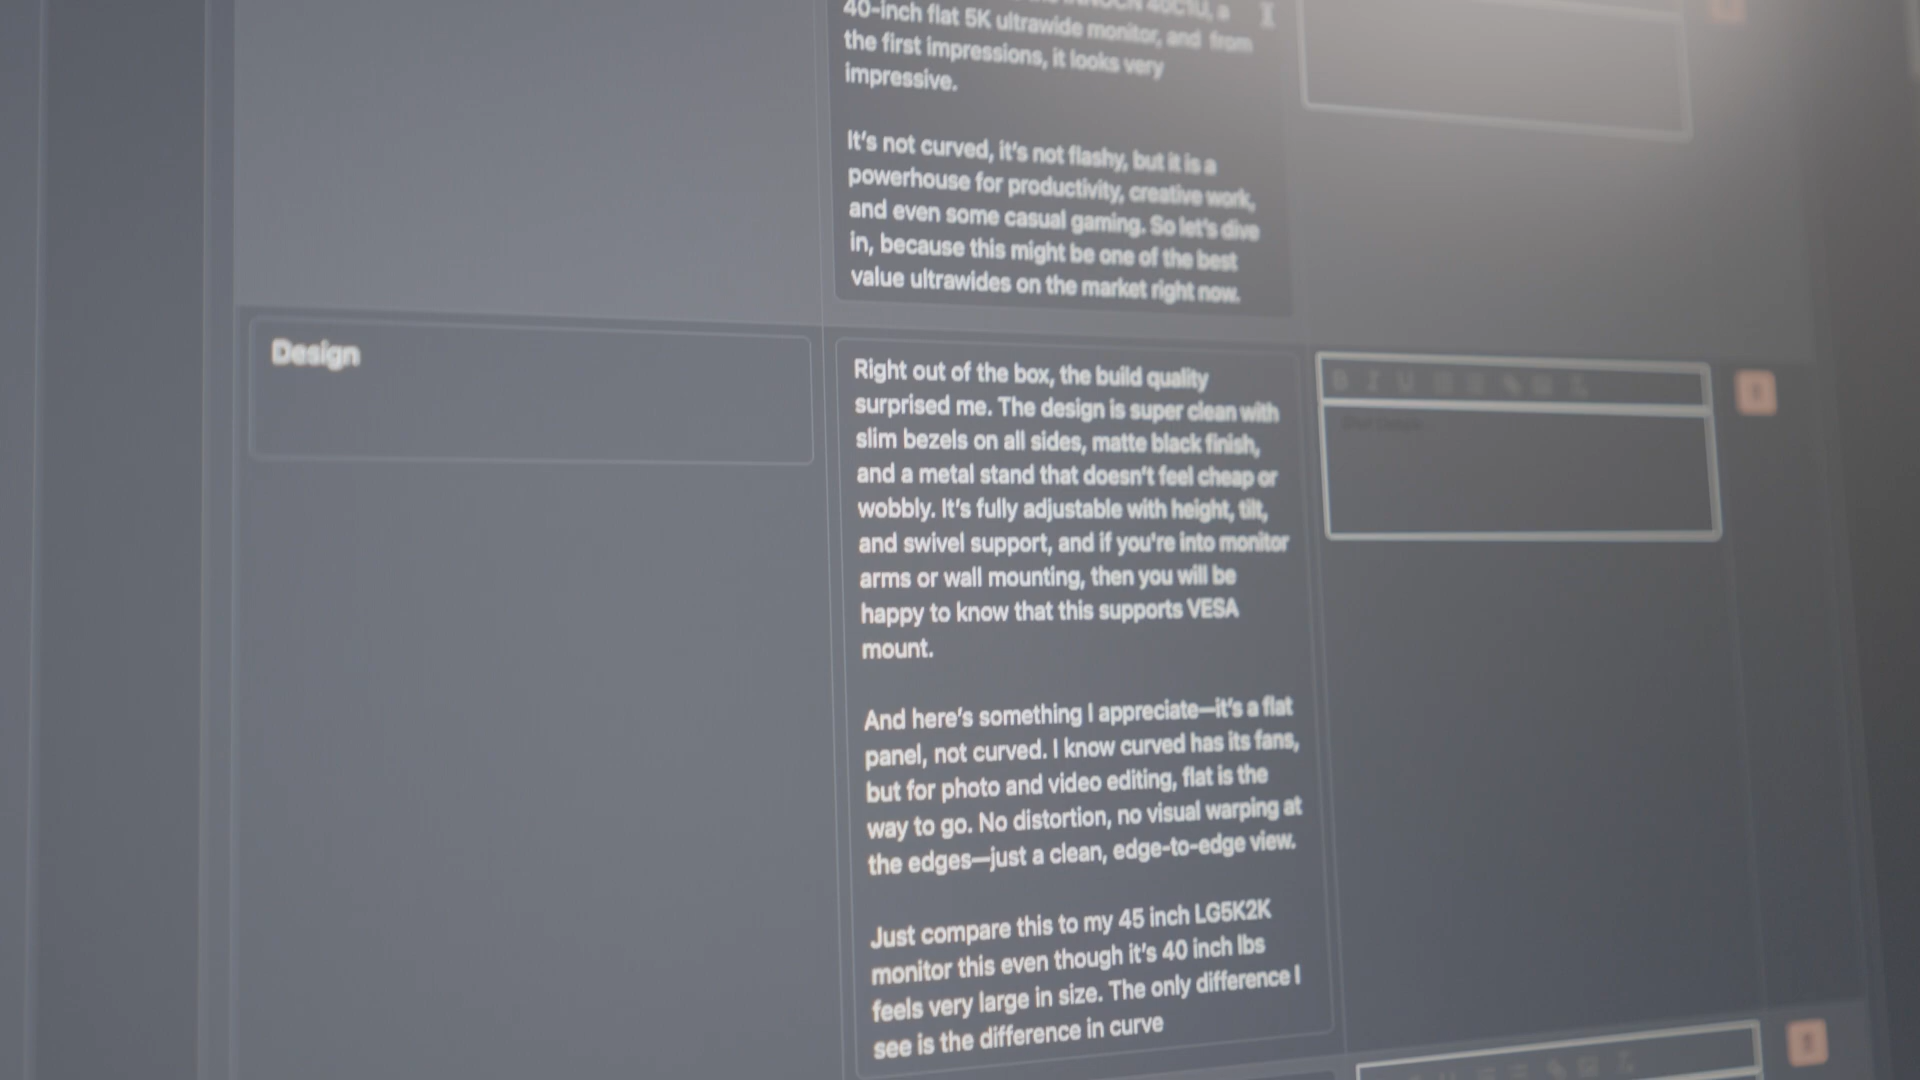 INNOCN 40C1U, a
40-inch flat 5K ultrawide monitor, and from
the first impressions, it looks very
impressive.
It's not curved, it's not flashy, but it is a
powerhouse for productivity, creative work,
and even some casual gaming. So let's dive
in, because this might be one of the best
value ultrawides on the market right now.
Design
Right out of the box, the build quality
surprised me. The design is super clean with
slim bezels on all sides, matte black finish,
and a metal stand that doesn't feel cheap or
wobbly. It's fully adjustable with height, tilt,
and swivel support, and if you're into monitor
arms or wall mounting, then you will be
happy to know that this supports VESA
mount.
And here's something I appreciate—it's a flat
panel, not curved. I know curved has its fans,
but for photo and video editing, flat is the
way to go. No distortion, no visual warping at
the edges—just a clean, edge-to-edge view.
Just compare this to my 45 inch LG5K2K
monitor this even though it's 40 inch lbs
feels very large in size. The only difference I
see is the difference in curve
B I U